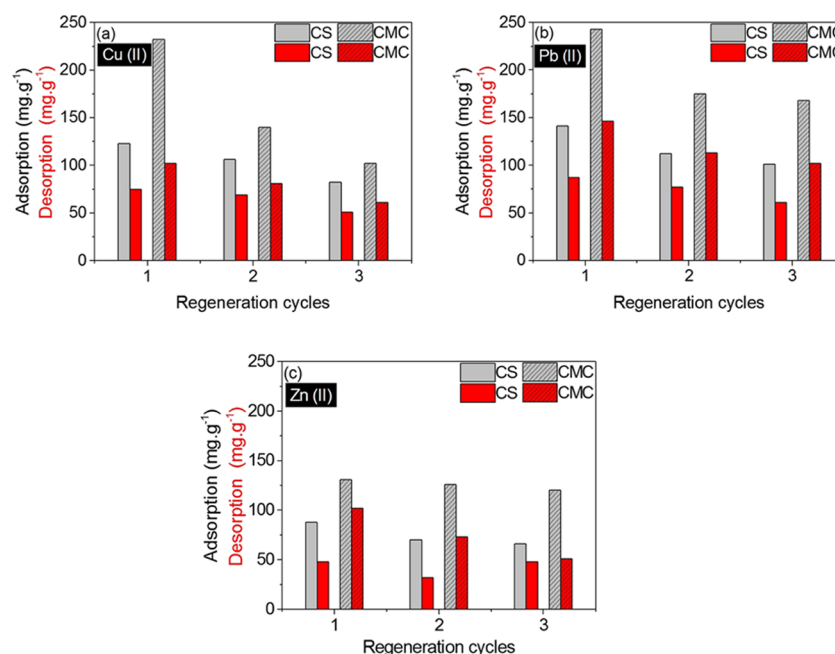 (a)
Cu (II)
CS CMC
CS CMC
250
200
150
100
50
0
Adsorption (mg.g-1)
Desorption (mg.g-1)
1 2 3
Regeneration cycles
(b)
Pb (II)
CS CMC
CS CMC
250
200
150
100
50
0
Adsorption (mg.g-1)
Desorption (mg.g-1)
1 2 3
Regeneration cycles
(c)
Zn (II)
CS CMC
CS CMC
250
200
150
100
50
0
Adsorption (mg.g-1)
Desorption (mg.g-1)
1 2 3
Regeneration cycles